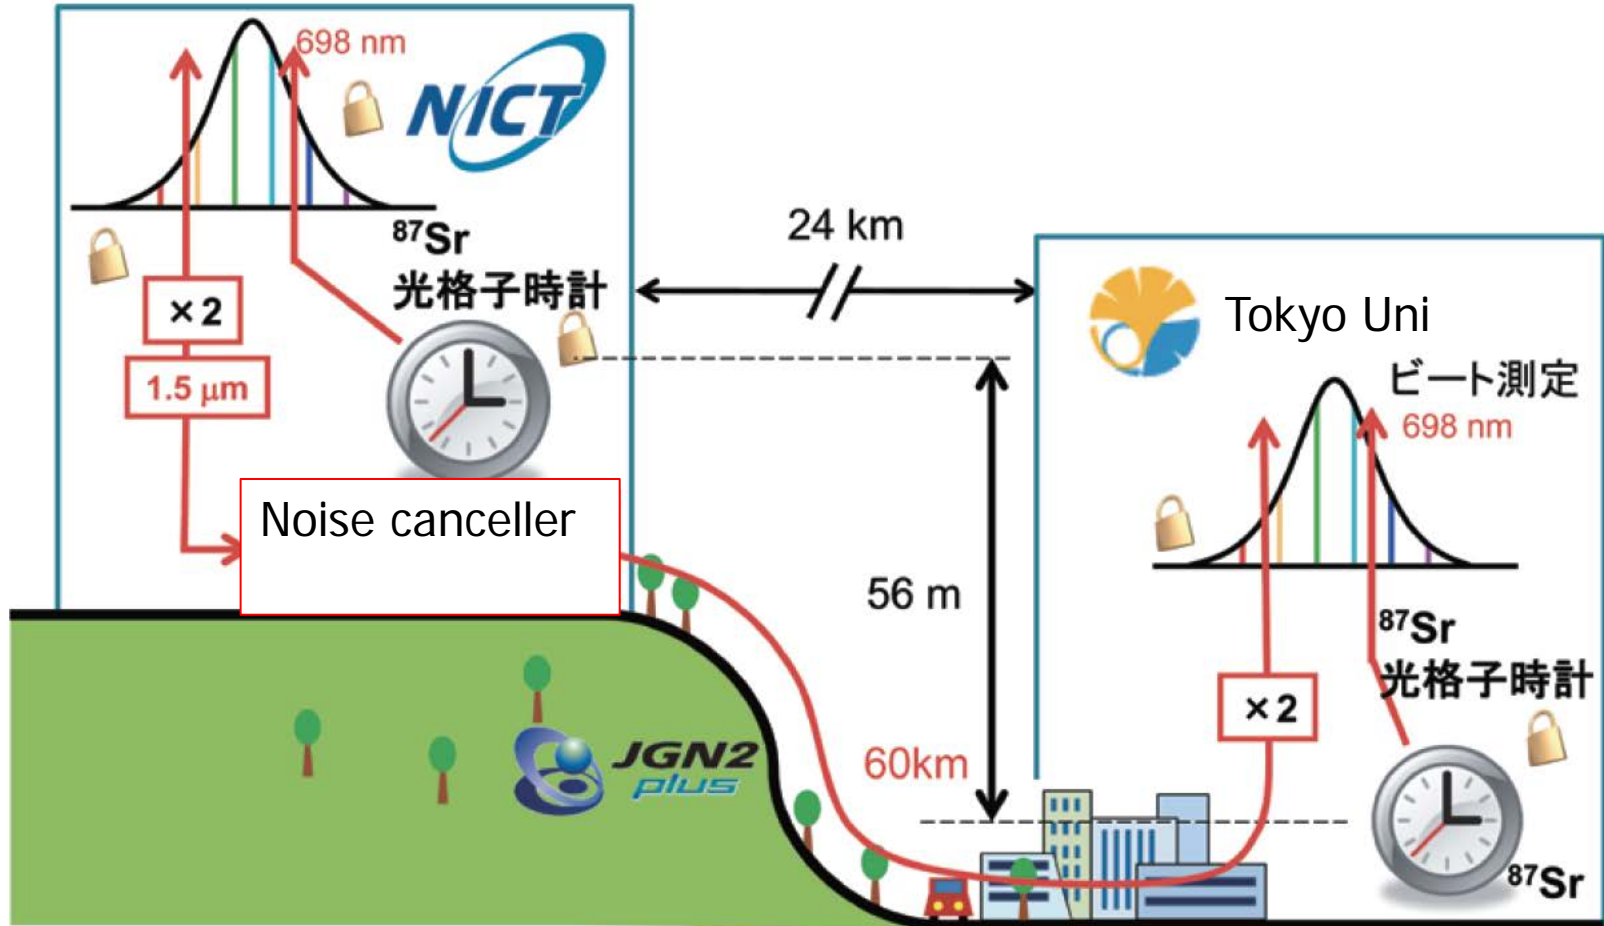 698 nm
NICT
87Sr
光格子時計
×2
1.5 μm
Noise canceller
24 km
56 m
60km
JGN2
plus
Tokyo Uni
ビート測定
698 nm
87Sr
光格子時計
×2
87Sr